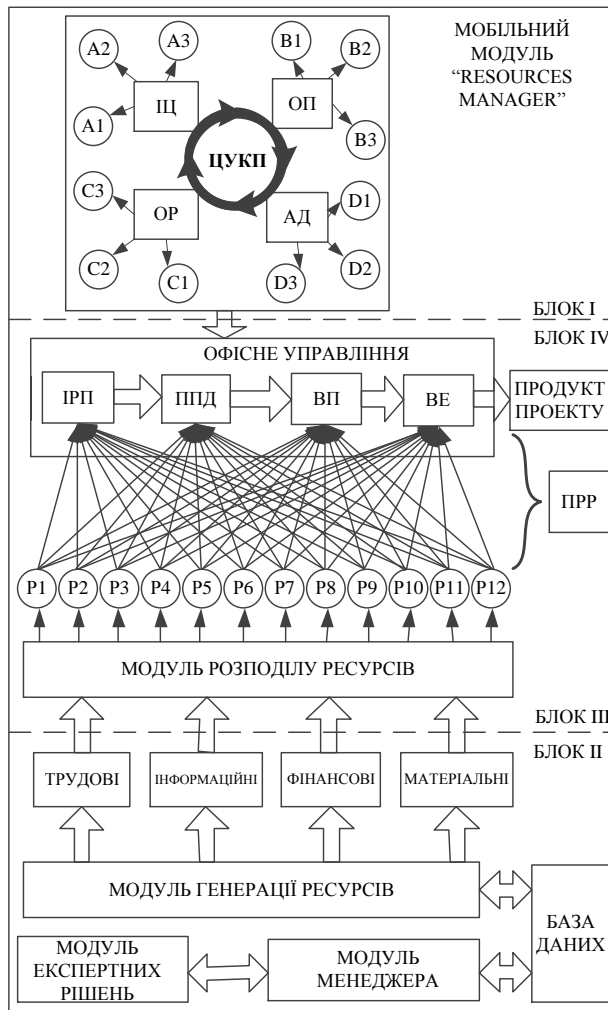 МОБІЛЬНИЙ
МОДУЛЬ
“RESOURCES
MANAGER”
A2
A3
B1
B2
A1
ІЦ
ОП
B3
ЦУКП
C3
ОР
АД
D1
C2
C1
D3
D2
БЛОК I
БЛОК IV
ОФІСНЕ УПРАВЛІННЯ
ІРП
ППД
ВП
ВЕ
ПРОДУКТ
ПРОЕКТУ
ПРР
P1
P2
P3
P4
P5
P6
P7
P8
P9
P10
P11
P12
МОДУЛЬ РОЗПОДІЛУ РЕСУРСІВ
БЛОК III
БЛОК II
ТРУДОВІ
ІНФОРМАЦІЙНІ
ФІНАНСОВІ
МАТЕРІАЛЬНІ
МОДУЛЬ ГЕНЕРАЦІЇ РЕСУРСІВ
БАЗА
ДАНИХ
МОДУЛЬ
ЕКСПЕРТНИХ
РІШЕНЬ
МОДУЛЬ
МЕНЕДЖЕРА